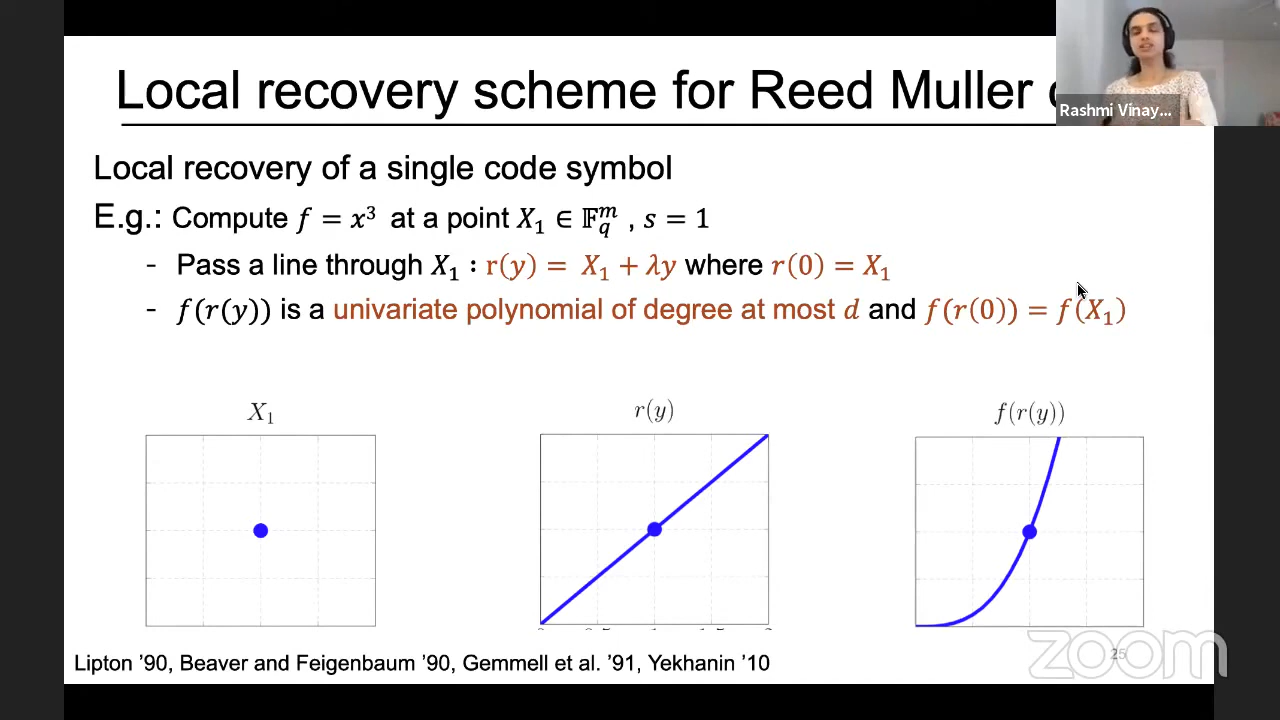 Local recovery scheme for Reed Muller
Rashmi Vinay...
Local recovery of a single code symbol
E.g.: Compute f = x³ at a point X₁ ∈ 𝔽_q^m , s = 1
- Pass a line through X₁ : r(y) = X₁ + λy where r(0) = X₁
- f(r(y)) is a univariate polynomial of degree at most d and f(r(0)) = f(X₁)
X₁
r(y)
f(r(y))
Lipton ’90, Beaver and Feigenbaum ’90, Gemmell et al. ’91, Yekhanin ’10
25
zoom